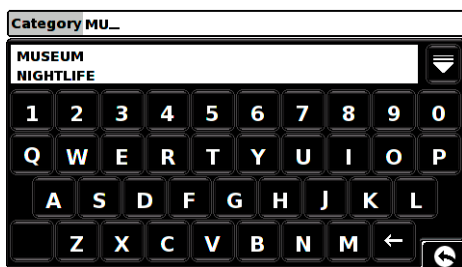 Category MU_
MUSEUM
NIGHTLIFE
1 2 3 4 5 6 7 8 9 0
Q W E R T Y U I O P
A S D F G H J K L
Z X C V B N M ←